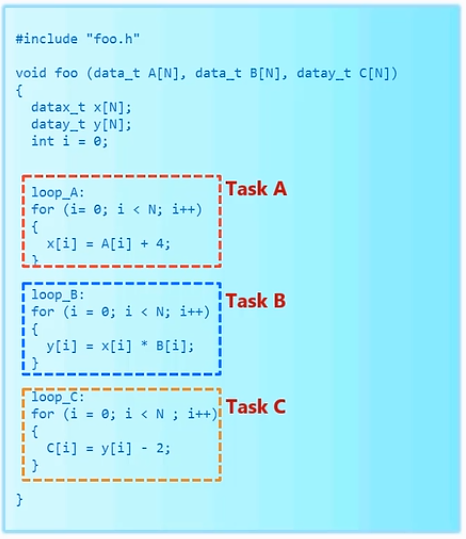 #include "foo.h"
void foo (data_t A[N], data_t B[N], datay_t C[N])
{
datax_t x[N];
datay_t y[N];
int i = 0;
loop_A:
Task A
for (i= 0; i < N; i++)
{
x[i] = A[i] + 4;
}
loop_B:
Task B
for (i = 0; i < N; i++)
{
y[i] = x[i] * B[i];
}
loop_C:
Task C
for (i = 0; i < N ; i++)
{
C[i] = y[i] - 2;
}
}